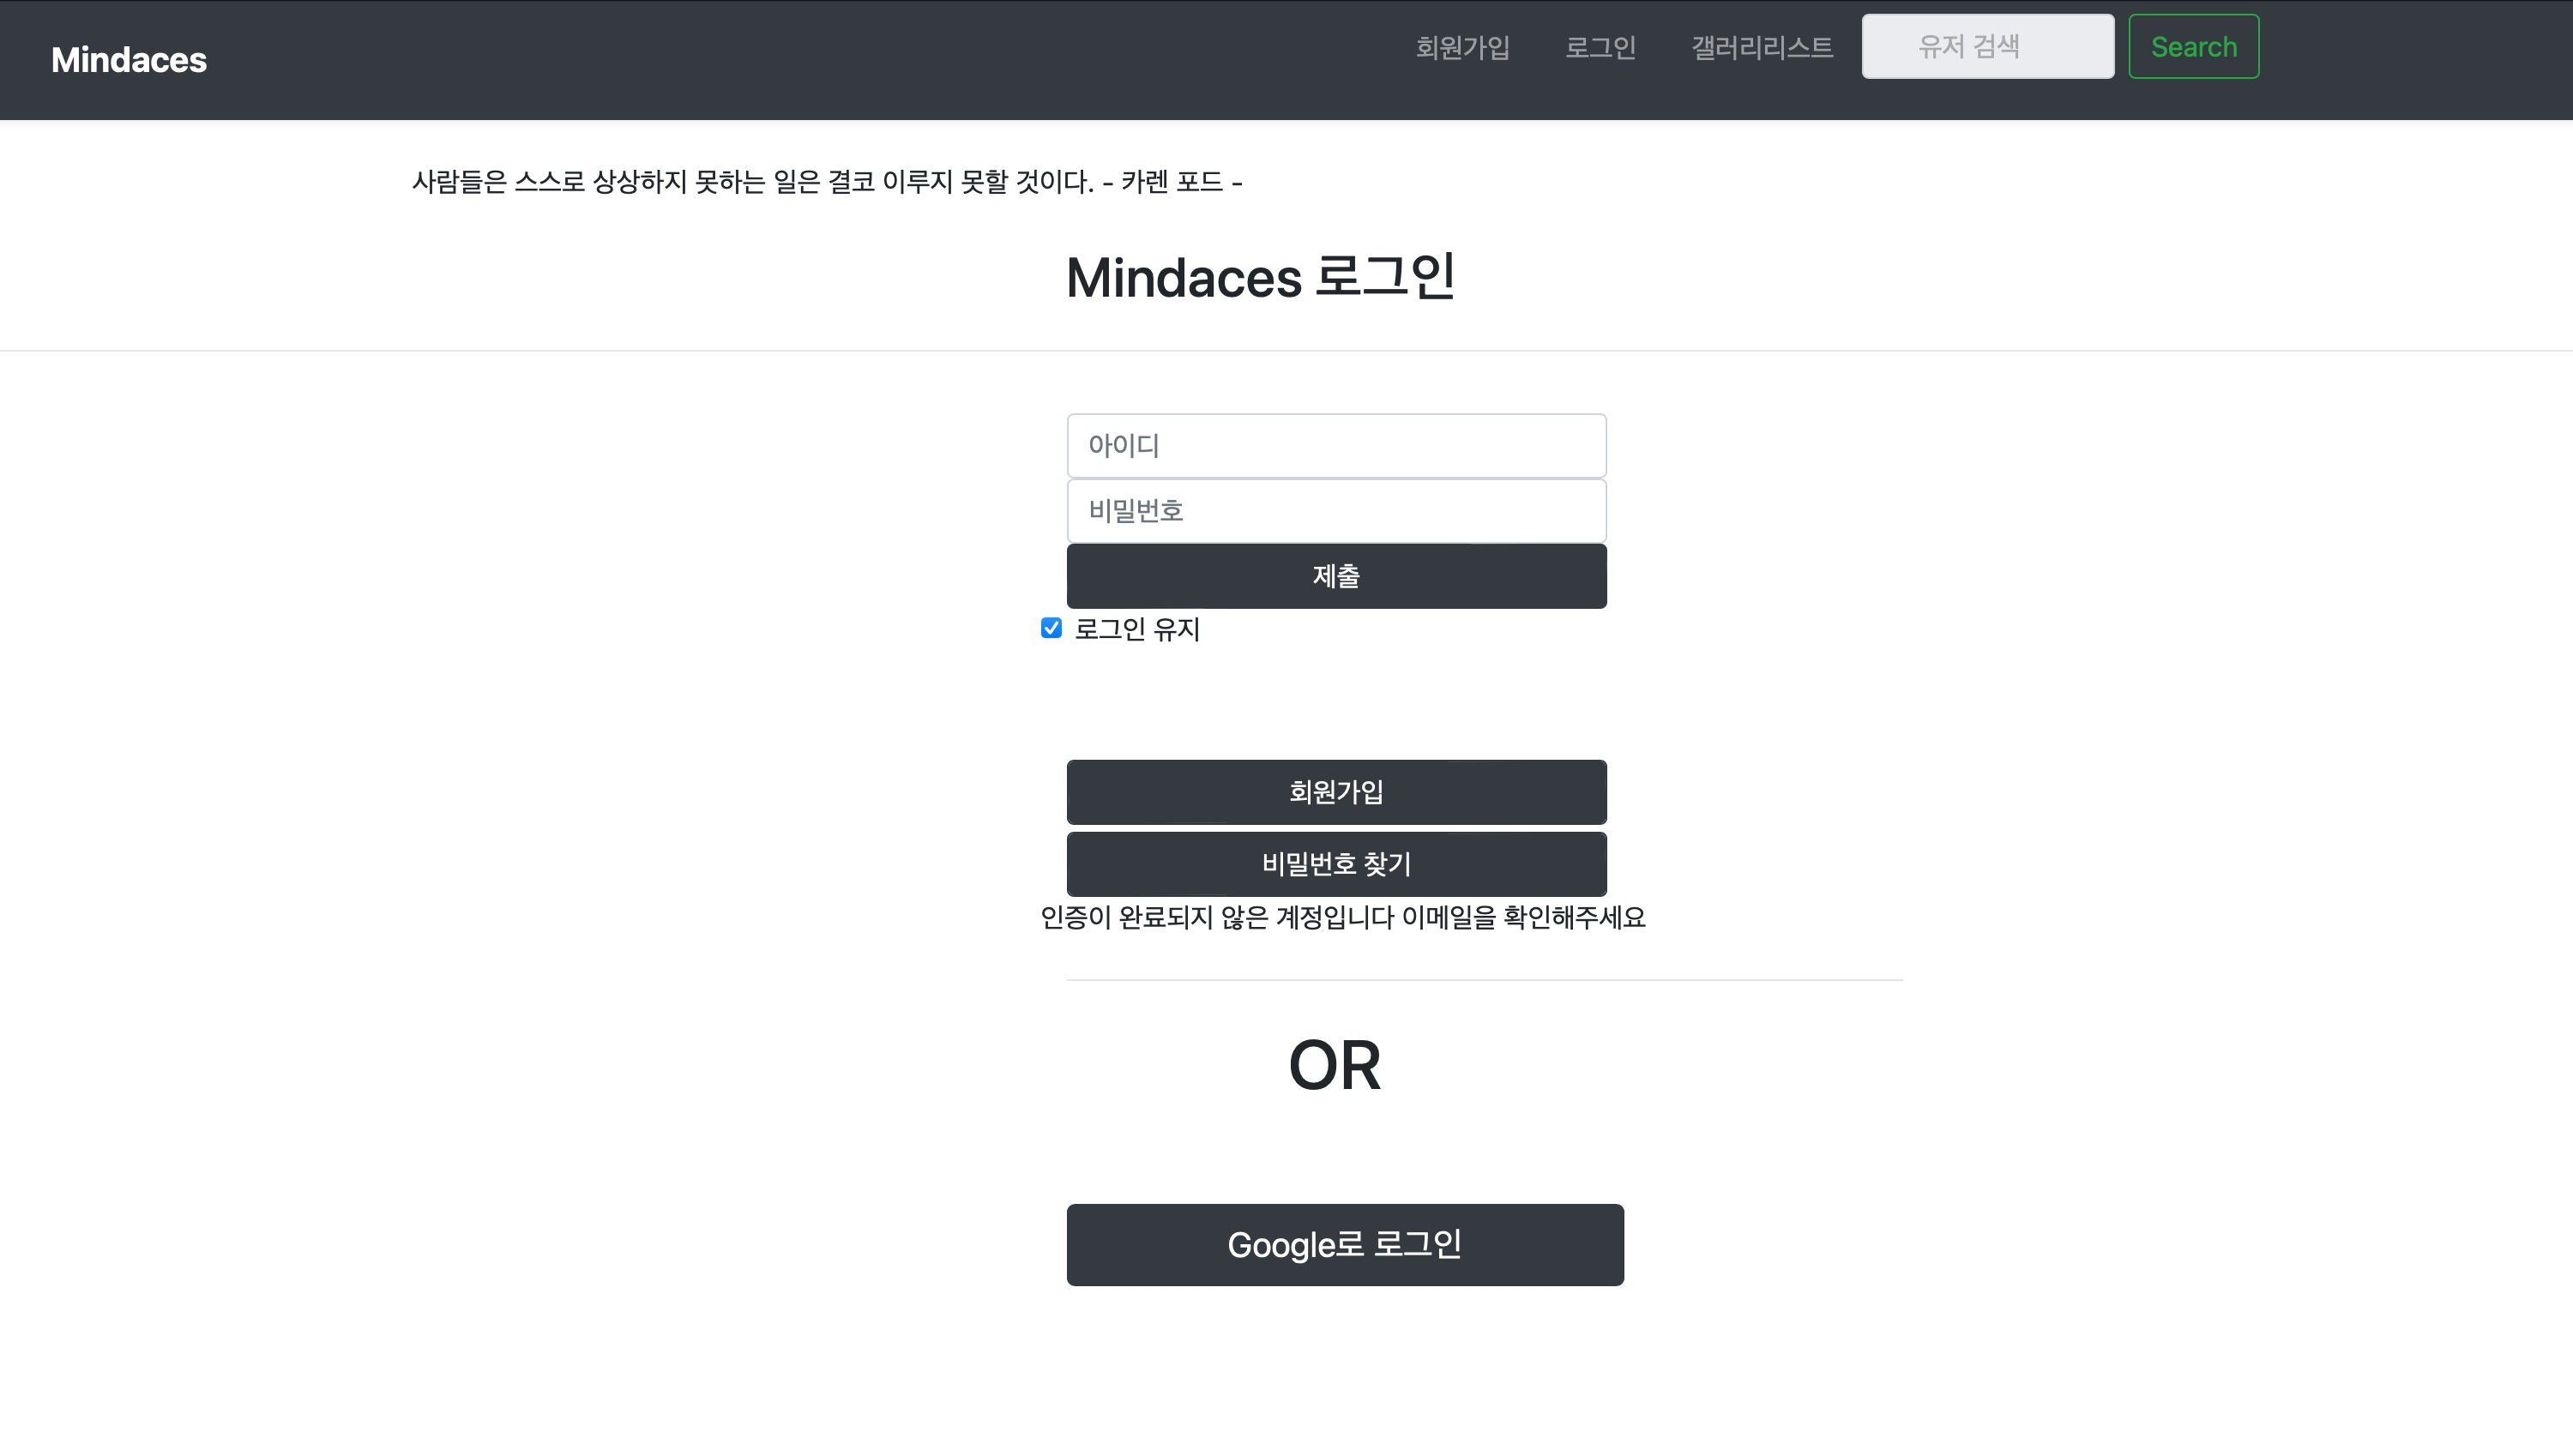 Mindaces
회원가입 로그인 갤러리리스트 유저 검색 Search
사람들은 스스로 상상하지 못하는 일은 결코 이루지 못할 것이다. - 카렌 포드 -
Mindaces 로그인
아이디
비밀번호
제출
로그인 유지
회원가입
비밀번호 찾기
인증이 완료되지 않은 계정입니다 이메일을 확인해주세요
OR
Google로 로그인